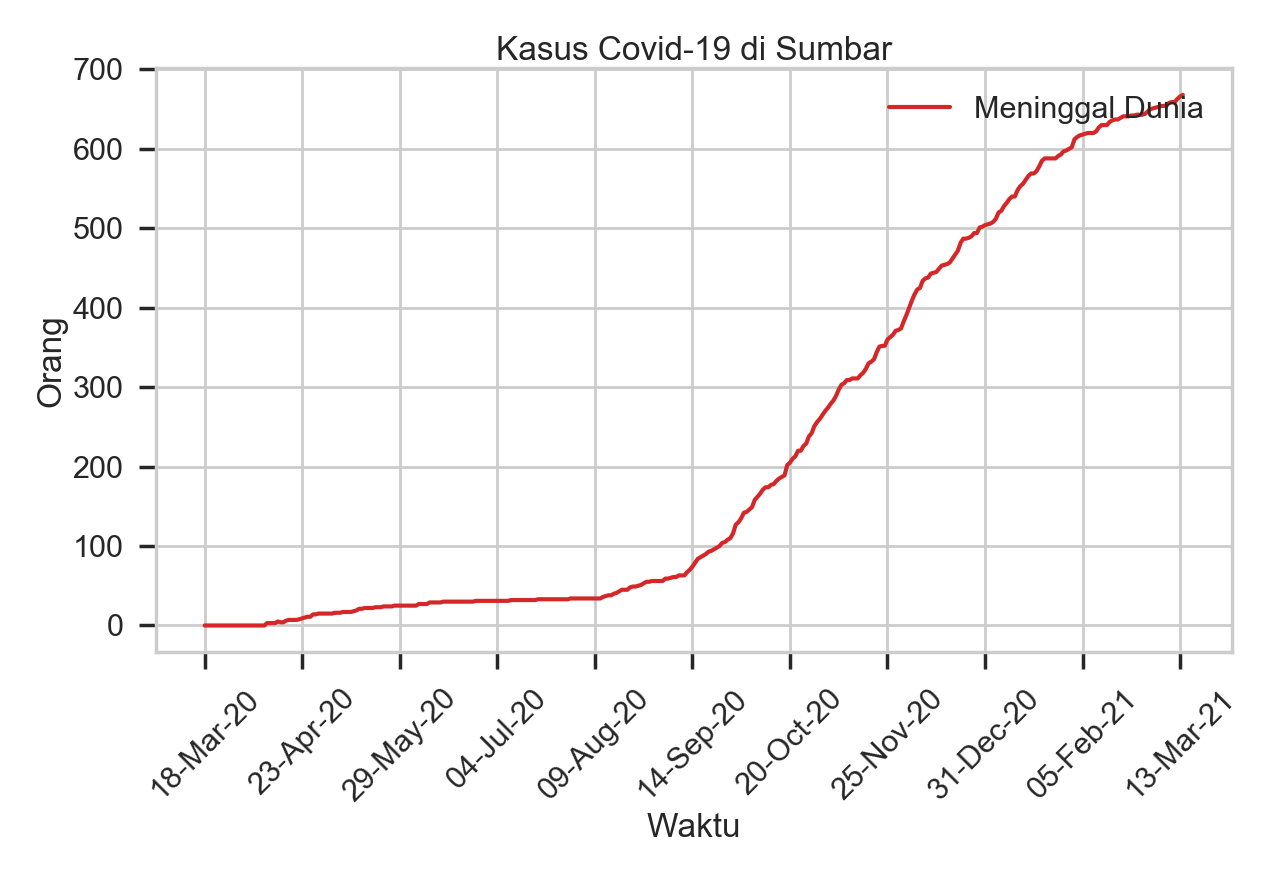 Kasus Covid-19 di Sumbar
Meninggal Dunia
Orang
700
600
500
400
300
200
100
0
18-Mar-20
23-Apr-20
29-May-20
04-Jul-20
09-Aug-20
14-Sep-20
20-Oct-20
25-Nov-20
31-Dec-20
05-Feb-21
13-Mar-21
Waktu